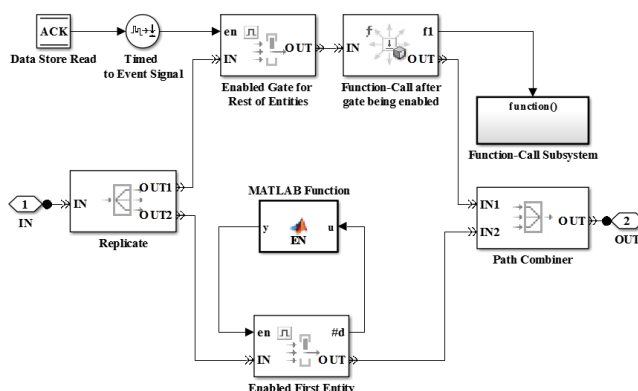 ACK
Data Store Read
Timed
to Event Signal
en
IN
OUT
Enabled Gate for
Rest of Entities
IN
f1
OUT
Function-Call after
gate being enabled
function()
Function-Call Subsystem
1
IN
IN
OUT1
OUT2
Replicate
MATLAB Function
y
EN
u
IN1
IN2
OUT
Path Combiner
2
OUT
en
IN
#d
OUT
Enabled First Entity